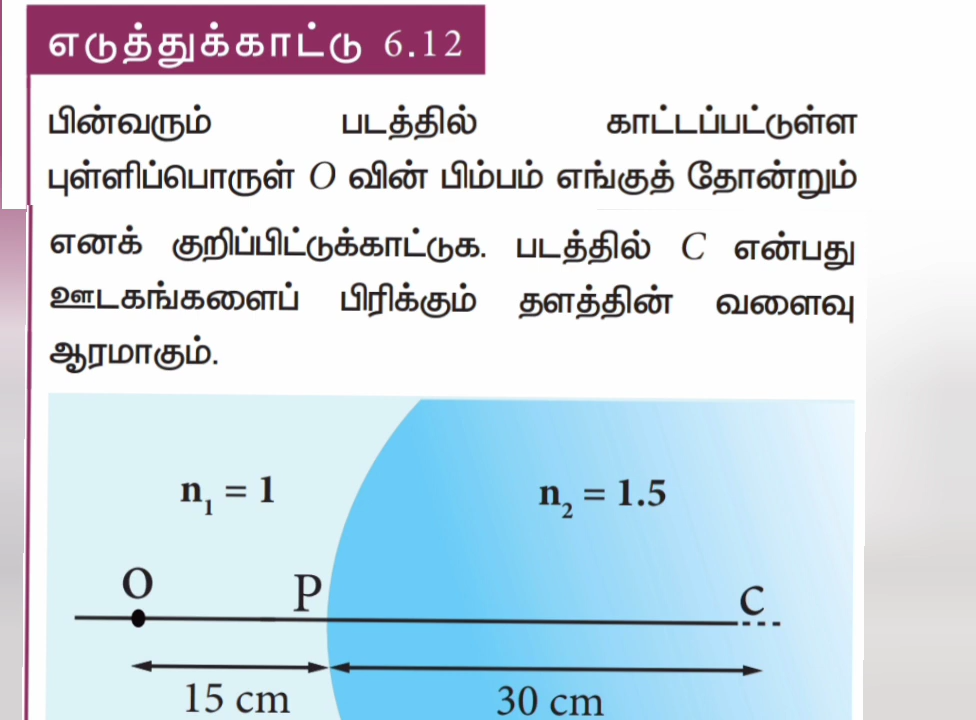 எடுத்துக்காட்டு 6.12
பின்வரும் படத்தில் காட்டப்பட்டுள்ள
புள்ளிப்பொருள் O வின் பிம்பம் எங்குத் தோன்றும்
எனக் குறிப்பிட்டுக்காட்டுக. படத்தில் C என்பது
ஊடகங்களைப் பிரிக்கும் தளத்தின் வளைவு
ஆரமாகும்.
n₁ = 1 n₂ = 1.5
O P C
15 cm 30 cm